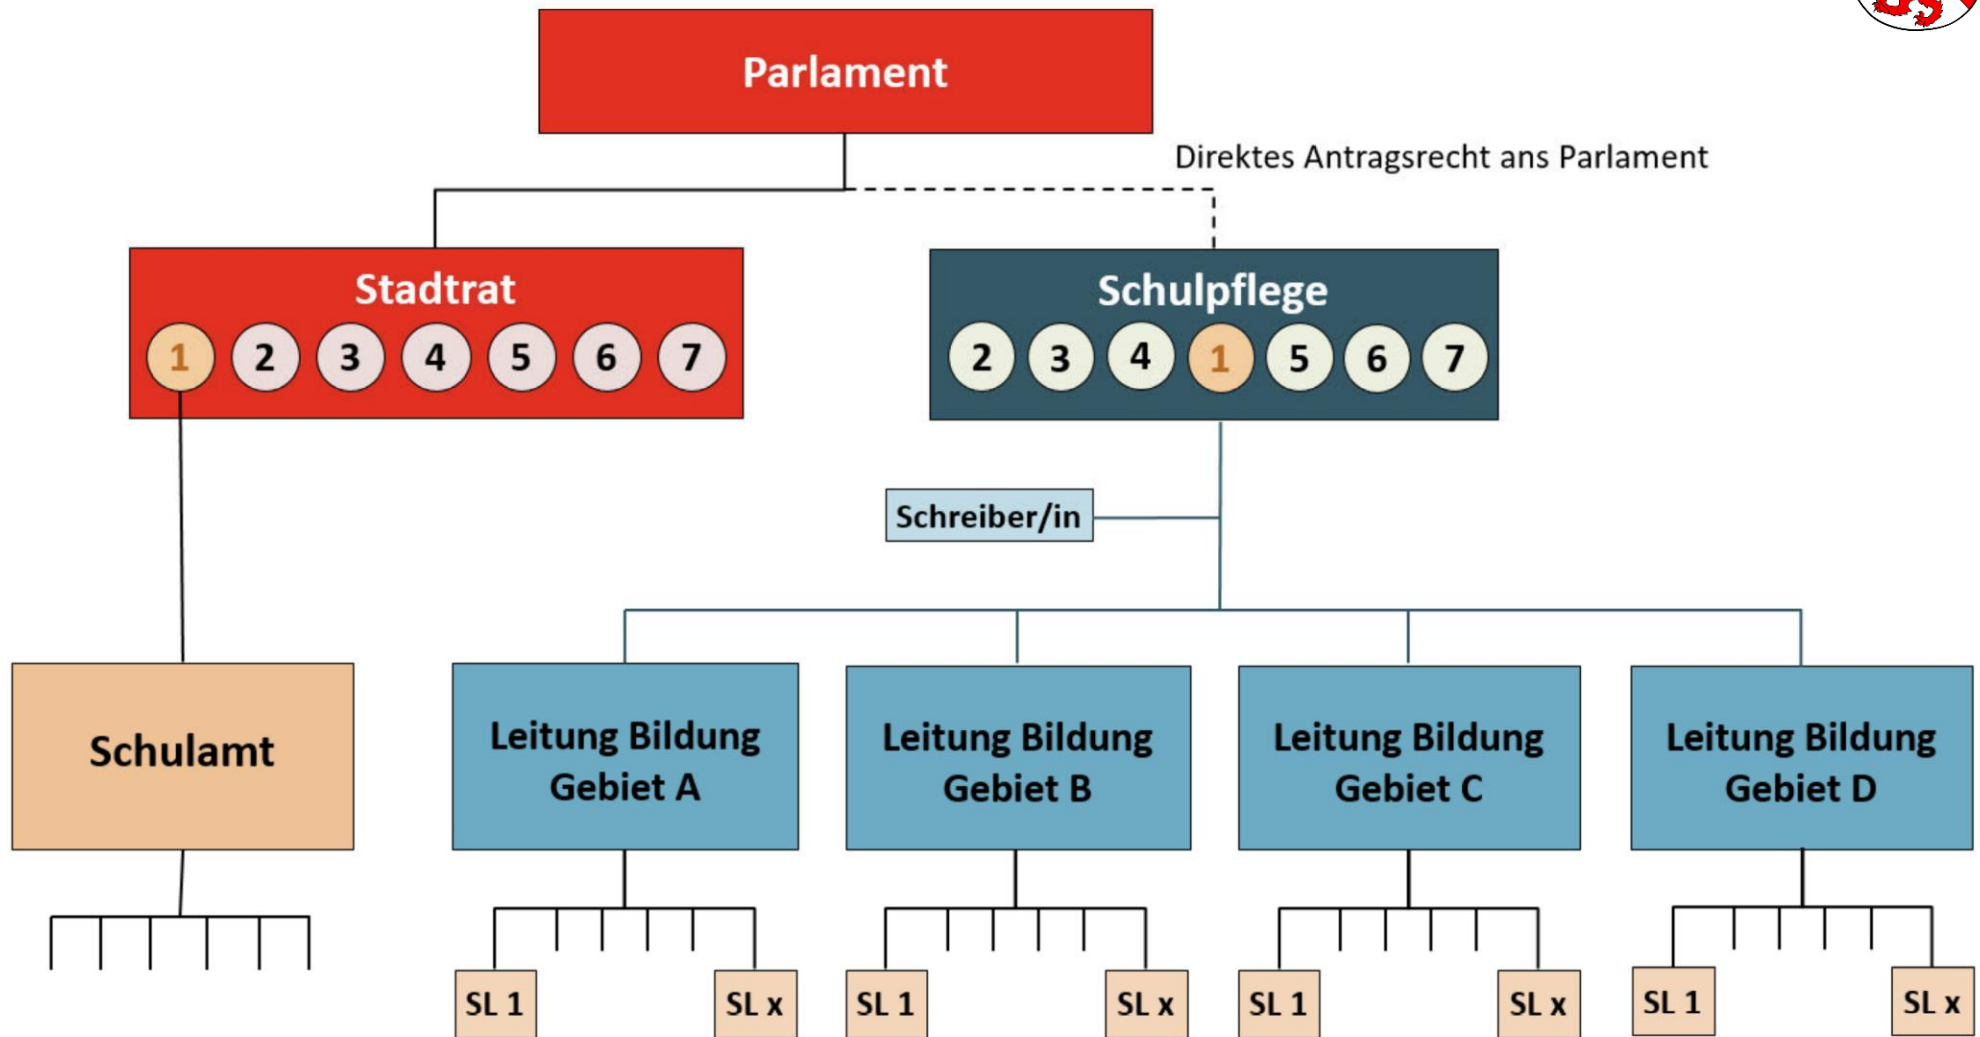 Parlament
Direktes Antragsrecht ans Parlament
Stadtrat
1 2 3 4 5 6 7
Schulpflege
2 3 4 1 5 6 7
Schreiber/in
Schulamt
Leitung Bildung
Gebiet A
Leitung Bildung
Gebiet B
Leitung Bildung
Gebiet C
Leitung Bildung
Gebiet D
SL 1
SL x
SL 1
SL x
SL 1
SL x
SL 1
SL x